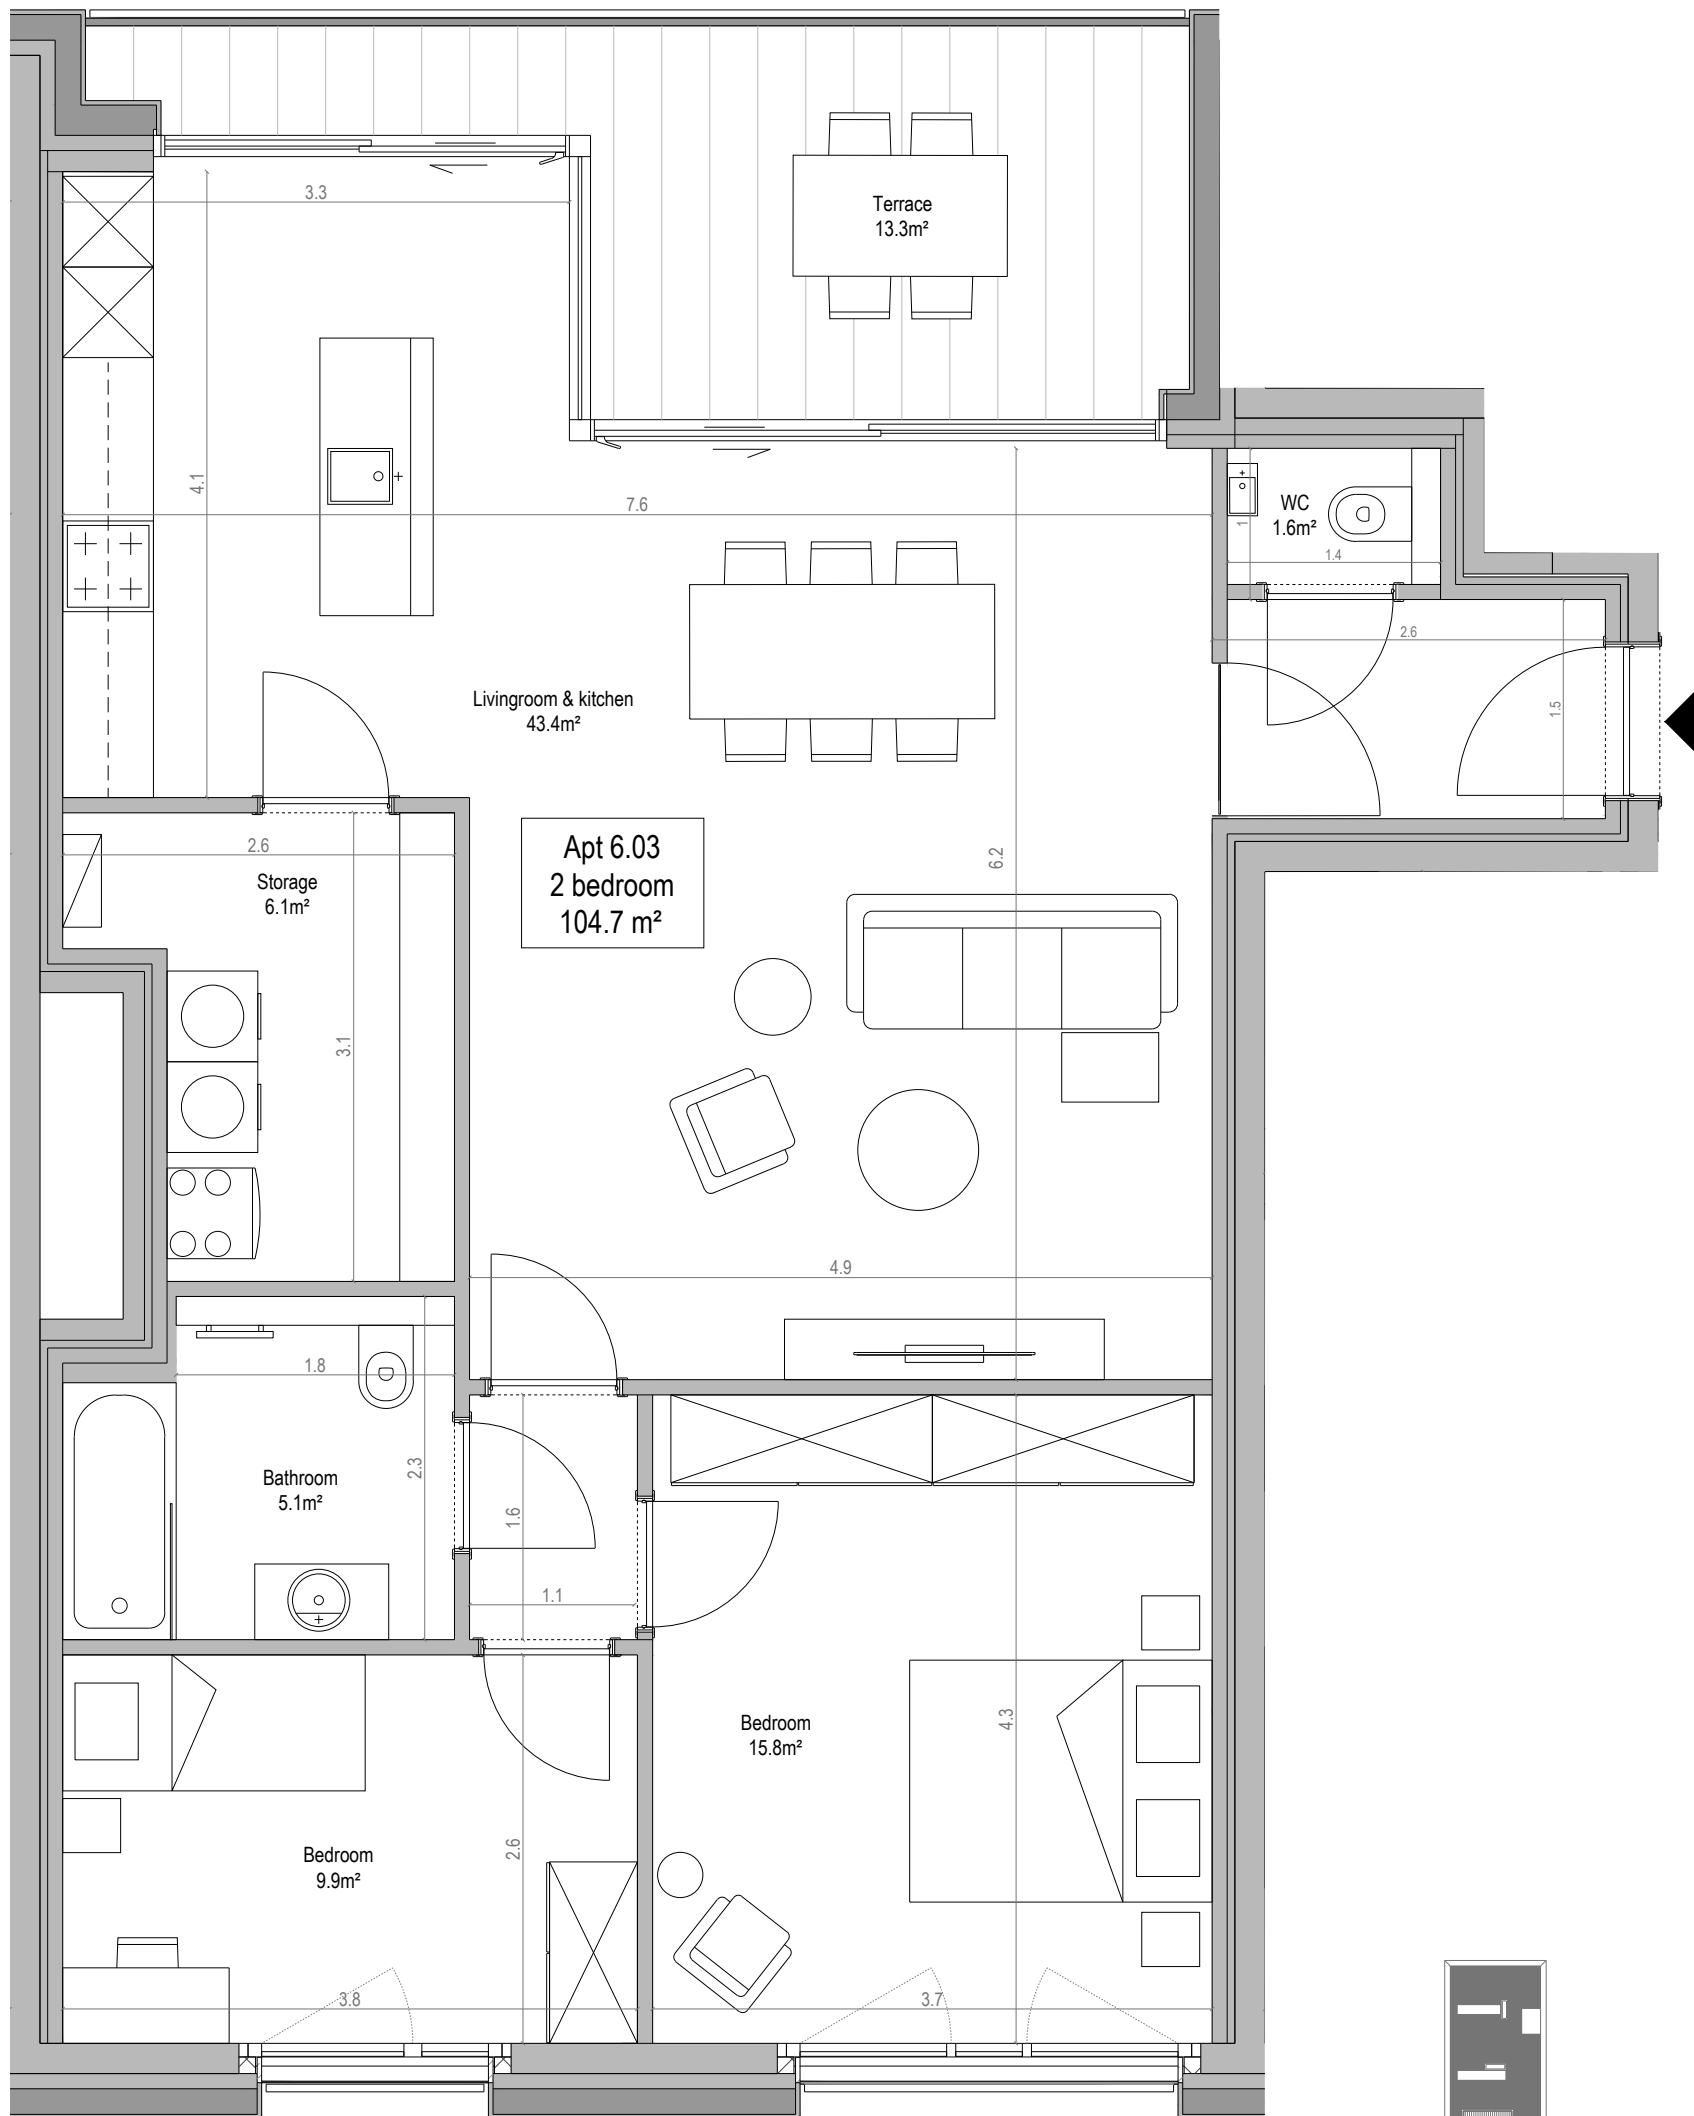 3.3
Terrace
13.3m²
4.1
7.6
WC
1.6m²
1
1.4
2.6
1.5
Livingroom & kitchen
43.4m²
2.6
Storage
6.1m²
Apt 6.03
2 bedroom
104.7 m²
6.2
3.1
4.9
1.8
2.3
Bathroom
5.1m²
1.6
1.1
Bedroom
15.8m²
4.3
Bedroom
9.9m²
2.6
3.8
3.7